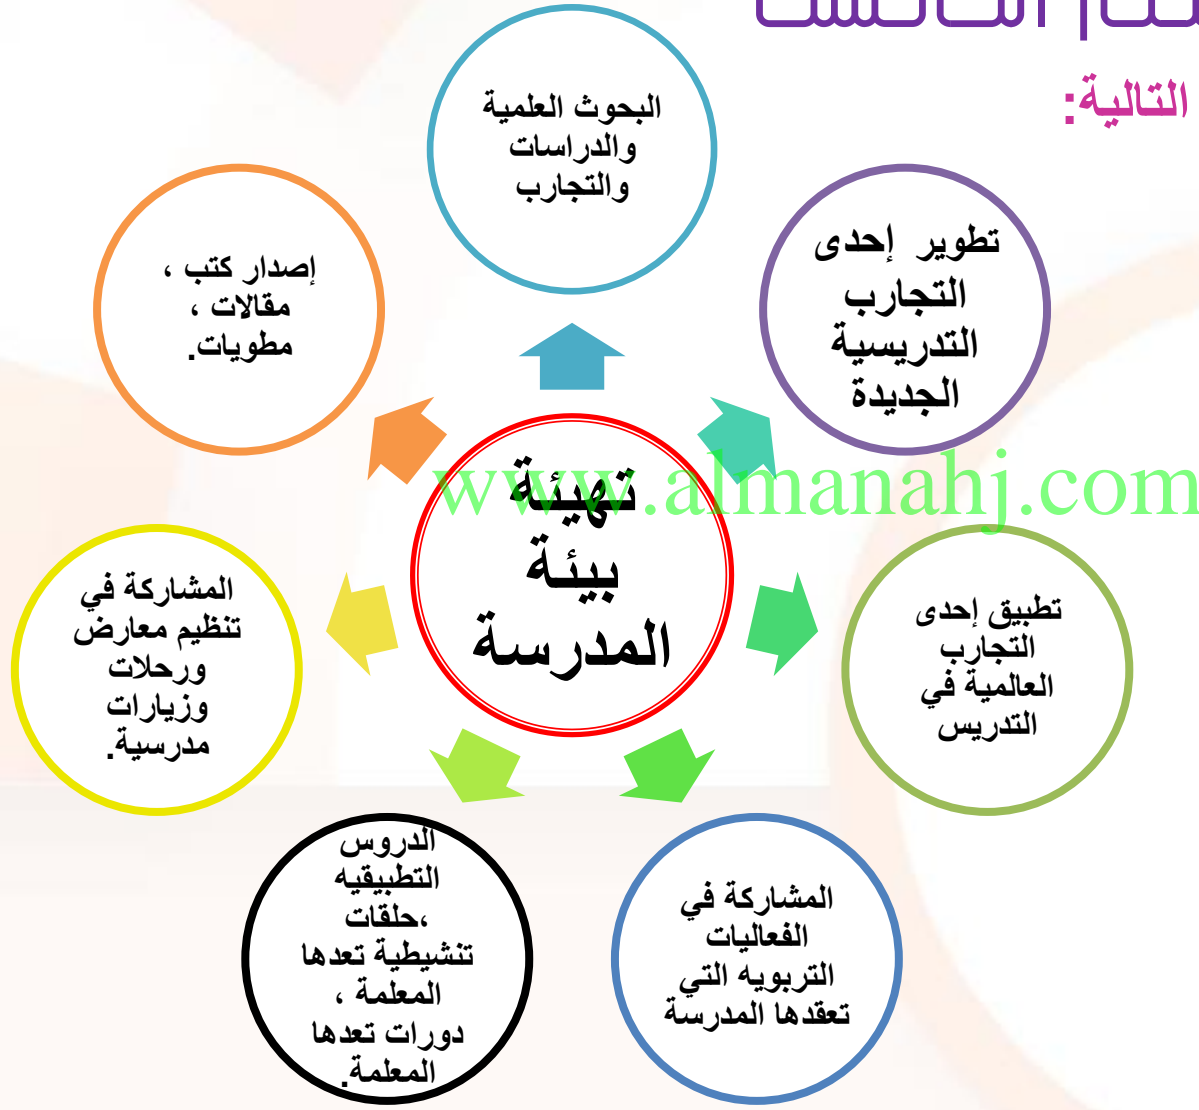 التالية:
البحوث العلمية
والدراسات
والتجارب
تطوير إحدى
التجارب
التدريسية
الجديدة
تطبيق إحدى
التجارب
العالمية في
التدريس
المشاركة في
الفعاليات
التربويه التي
تعقدها المدرسة
الدروس
التطبيقيه
،حلقات
تنشيطية تعدها
المعلمة ،
دورات تعدها
المعلمة.
المشاركة في
تنظيم معارض
ورحلات
وزيارات
مدرسية.
إصدار كتب ،
مقالات ،
مطويات.
تهيئة
بيئة
المدرسة
www.almanahj.com